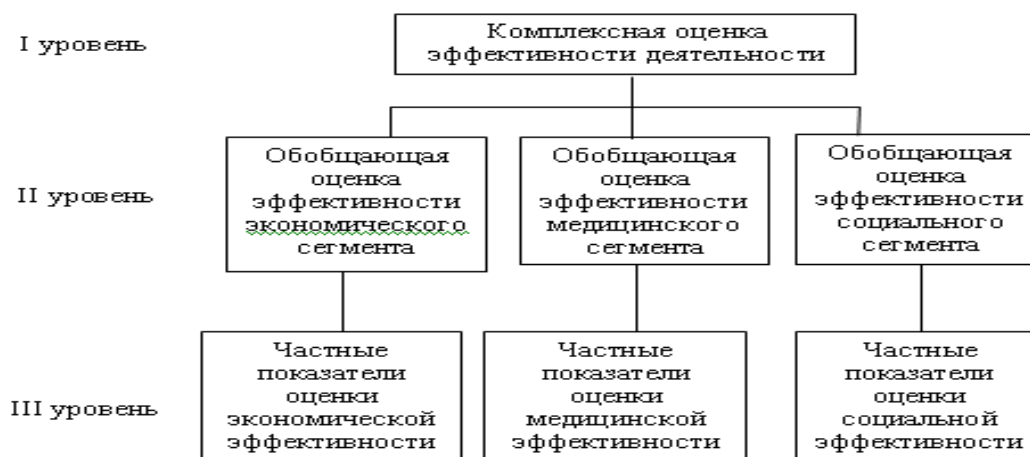 I уровень
Комплексная оценка
эффективности деятельности
II уровень
Обобщающая
оценка
эффективности
экономического
сегмента
Обобщающая
оценка
эффективности
медицинского
сегмента
Обобщающая
оценка
эффективности
социального
сегмента
III уровень
Частные
показатели
оценки
экономической
эффективности
Частные
показатели
оценки
медицинской
эффективности
Частные
показатели
оценки
социальной
эффективности